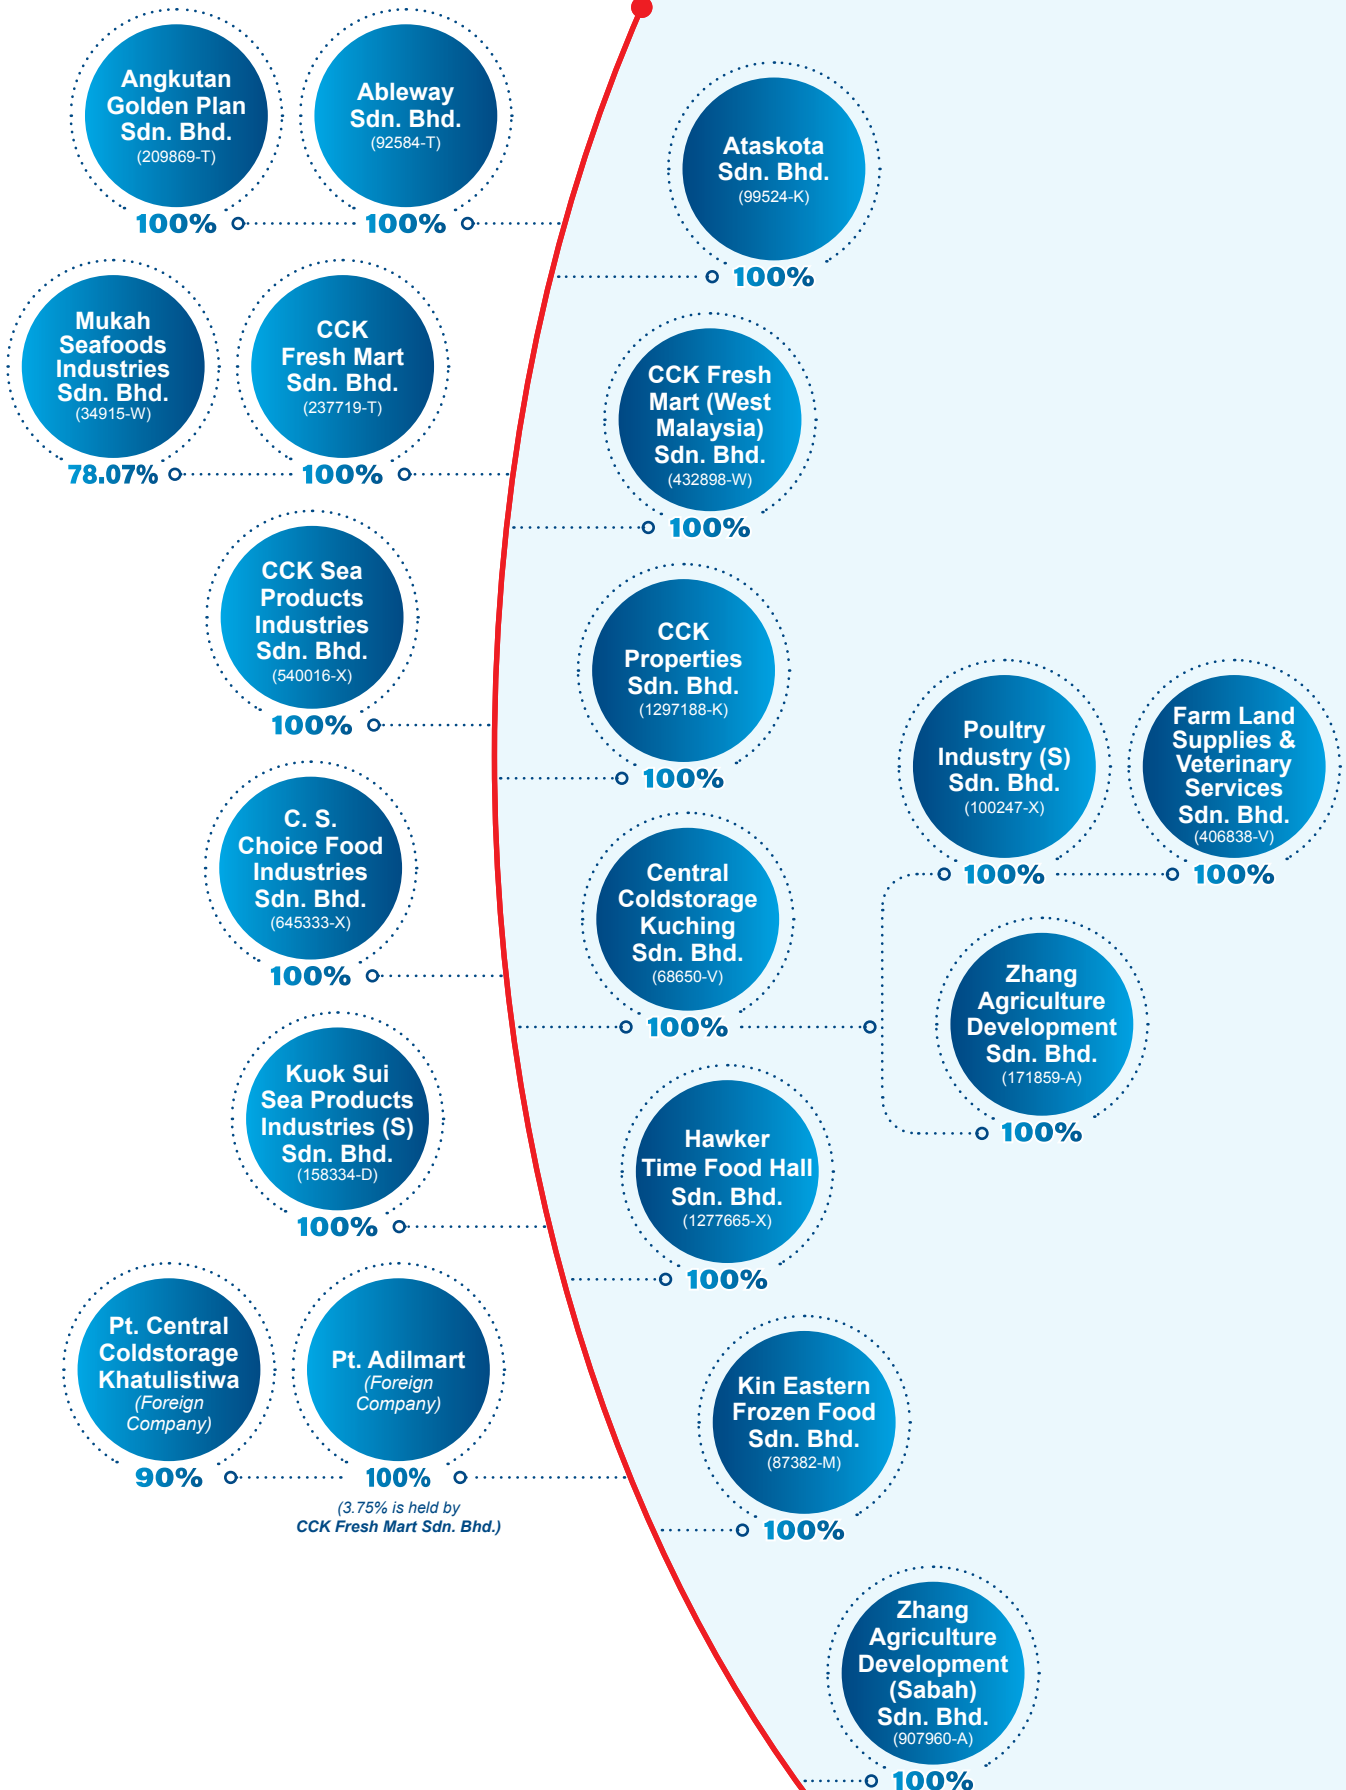 Angkutan
Golden Plan
Sdn. Bhd.
(209869-T)
100%
Ableway
Sdn. Bhd.
(92584-T)
100%
Ataskota
Sdn. Bhd.
(99524-K)
100%
Mukah
Seafoods
Industries
Sdn. Bhd.
(34915-W)
78.07%
CCK
Fresh Mart
Sdn. Bhd.
(237719-T)
100%
CCK Fresh
Mart (West
Malaysia)
Sdn. Bhd.
(432898-W)
100%
CCK Sea
Products
Industries
Sdn. Bhd.
(540016-X)
100%
CCK
Properties
Sdn. Bhd.
(1297188-K)
100%
Poultry
Industry (S)
Sdn. Bhd.
(100247-X)
100%
Farm Land
Supplies &
Veterinary
Services
Sdn. Bhd.
(406838-V)
100%
C. S.
Choice Food
Industries
Sdn. Bhd.
(645333-X)
100%
Central
Coldstorage
Kuching
Sdn. Bhd.
(68650-V)
100%
Zhang
Agriculture
Development
Sdn. Bhd.
(171859-A)
100%
Kuok Sui
Sea Products
Industries (S)
Sdn. Bhd.
(158334-D)
100%
Hawker
Time Food Hall
Sdn. Bhd.
(1277665-X)
100%
Pt. Central
Coldstorage
Khatulistiwa
(Foreign
Company)
90%
Pt. Adilmart
(Foreign
Company)
100%
(3.75% is held by
CCK Fresh Mart Sdn. Bhd.)
Kin Eastern
Frozen Food
Sdn. Bhd.
(87382-M)
100%
Zhang
Agriculture
Development
(Sabah)
Sdn. Bhd.
(907960-A)
100%